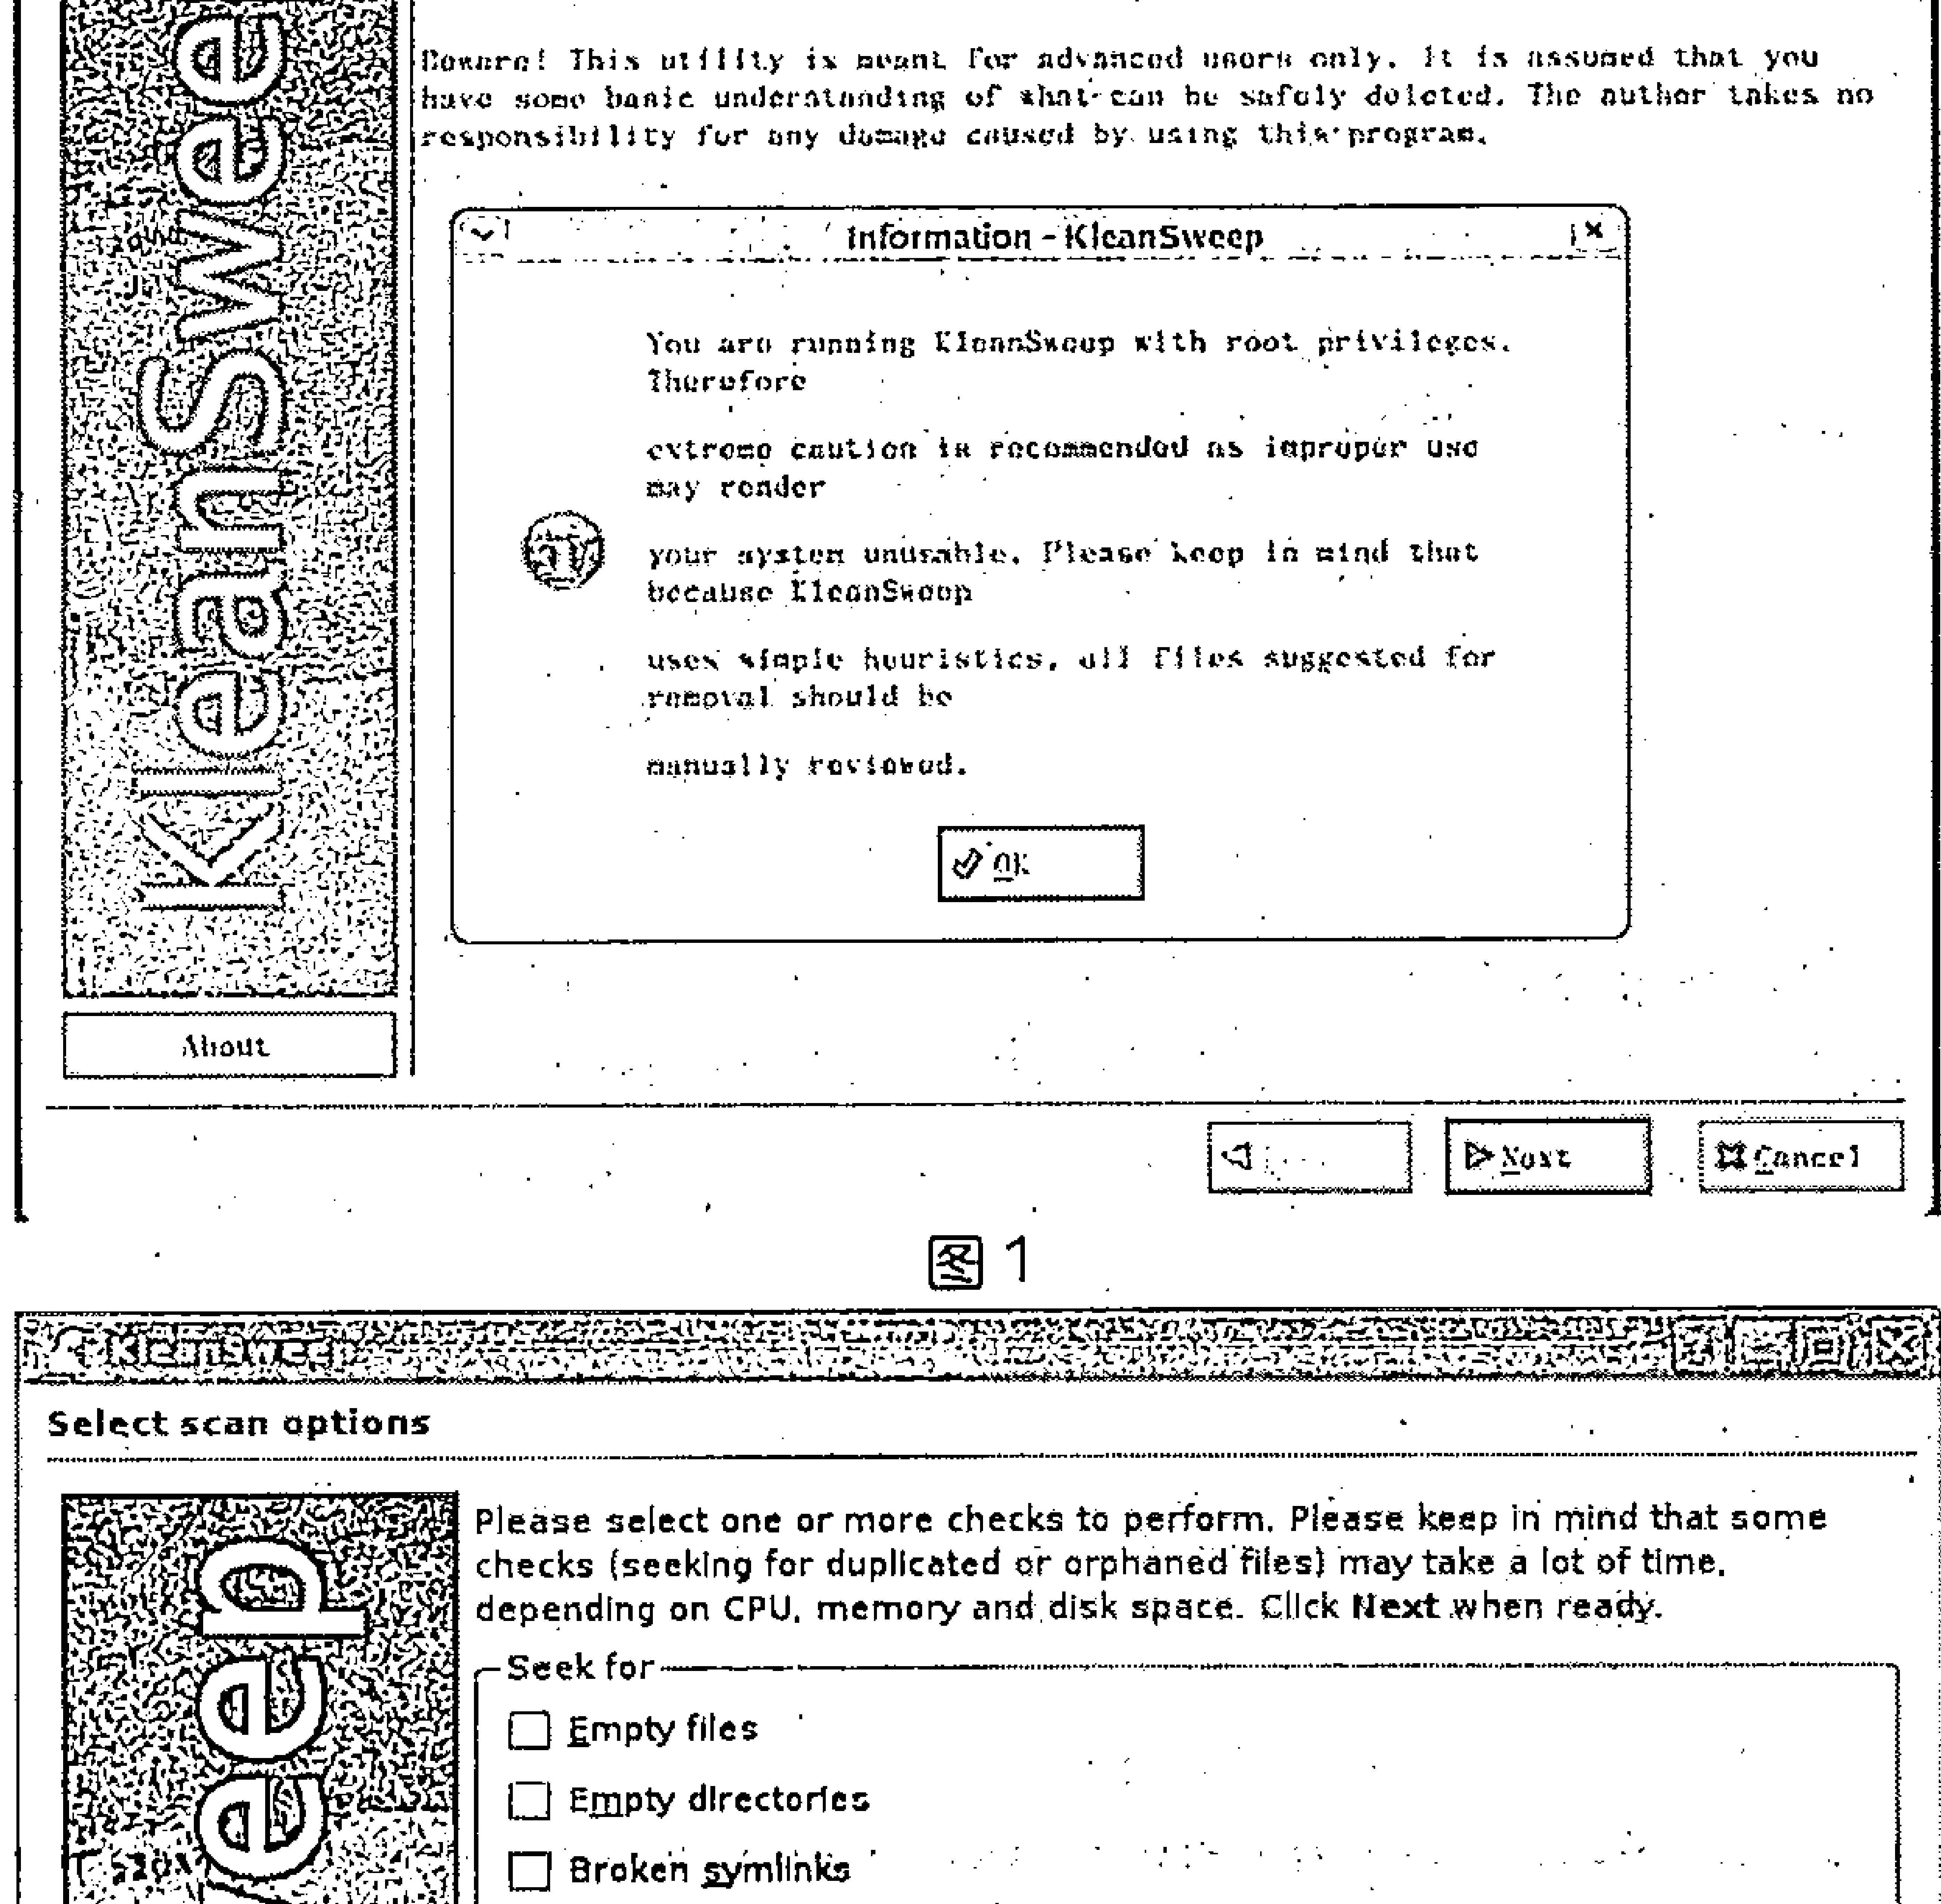 Beware! This utility is meant for advanced users only. It is assumed that you
have some basic understanding of what can be safely deleted. The author takes no
responsibility for any damage caused by using this program.
Information - KleanSweep
You are running KleanSweep with root privileges.
Therefore
extreme caution is recommended as improper use
may render
your system unusable. Please keep in mind that
because KleanSweep
uses simple heuristics, all files suggested for
removal should be
manually reviewed.
OK
KleanSwee
About
Next
Cancel
图1
KleanSweep
Select scan options
Please select one or more checks to perform. Please keep in mind that some
checks (seeking for duplicated or orphaned files) may take a lot of time,
depending on CPU, memory and disk space. Click Next when ready.
Seek for
Empty files
Empty directories
Broken symlinks
eep